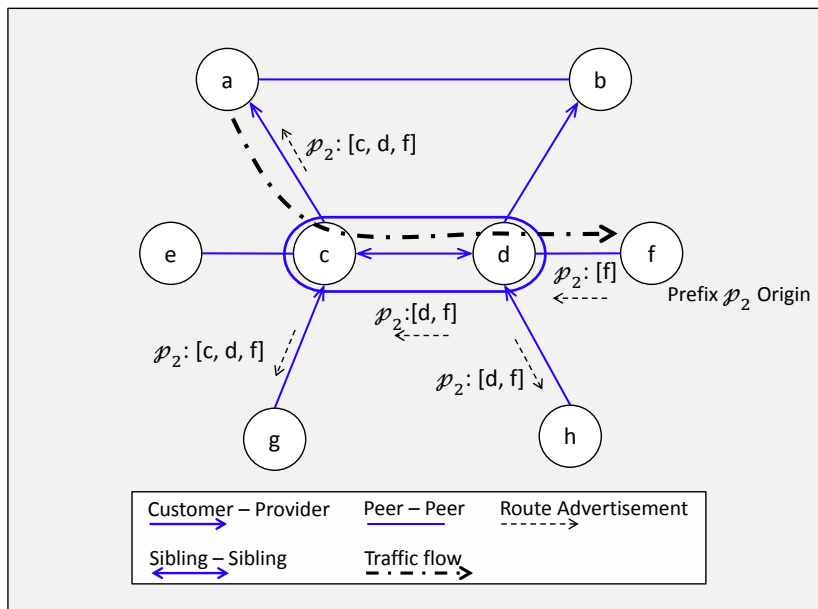 a
b
𝓅₂: [c, d, f]
e
c
d
f
𝓅₂: [f]
Prefix 𝓅₂ Origin
𝓅₂:[d, f]
𝓅₂: [c, d, f]
𝓅₂: [d, f]
g
h
Customer – Provider
Peer – Peer
Route Advertisement
Sibling – Sibling
Traffic flow